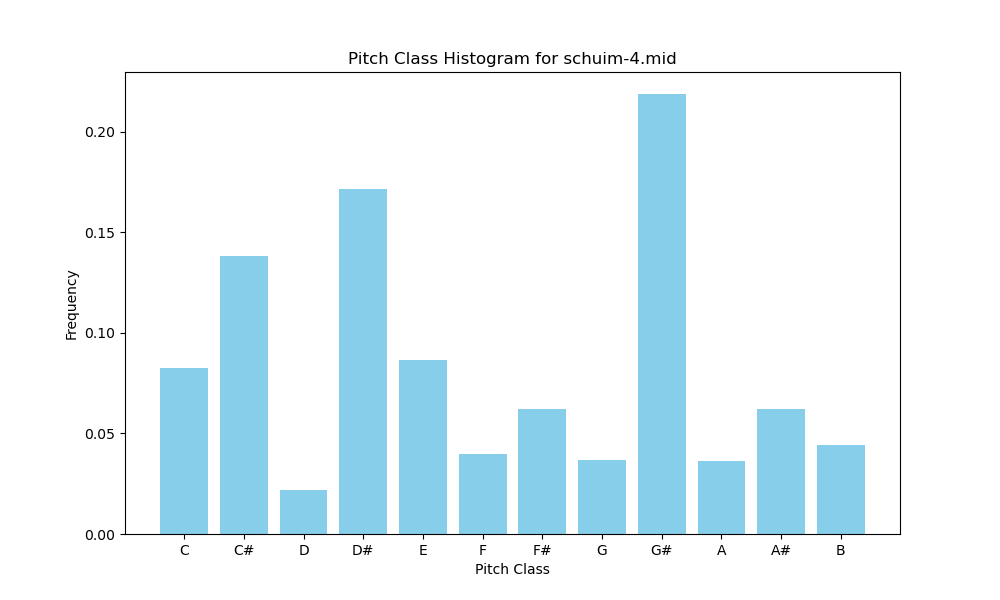 Pitch Class Histogram for schuim-4.mid
Frequency
0.20
0.15
0.10
0.05
0.00
C C# D D# E F F# G G# A A# B
Pitch Class